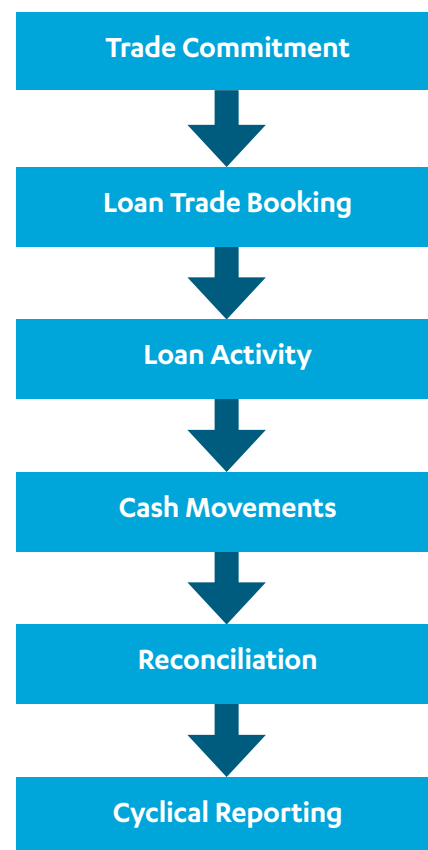 Trade Commitment
Loan Trade Booking
Loan Activity
Cash Movements
Reconciliation
Cyclical Reporting